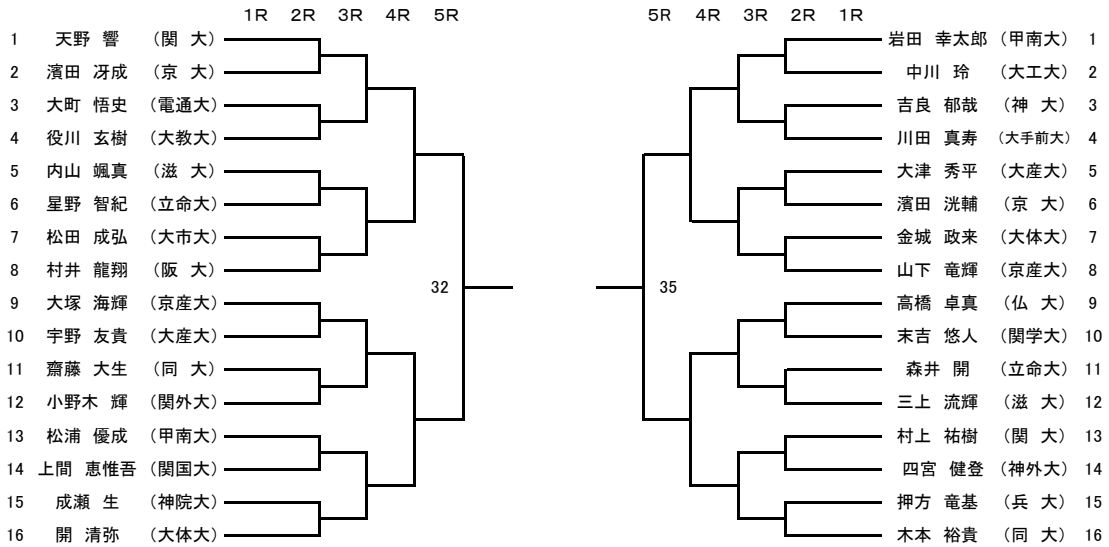 1R 2R 3R 4R 5R
1 天野 響 （関 大）
2 濱田 冴成 （京 大）
3 大町 悟史 （電通大）
4 役川 玄樹 （大教大）
5 内山 颯真 （滋 大）
6 星野 智紀 （立命大）
7 松田 成弘 （大市大）
8 村井 龍翔 （阪 大）
32
9 大塚 海輝 （京産大）
10 宇野 友貴 （大産大）
11 齋藤 大生 （同 大）
12 小野木 輝 （関外大）
13 松浦 優成 （甲南大）
14 上間 恵惟吾 （関国大）
15 成瀬 生 （神院大）
16 開 清弥 （大体大）
5R 4R 3R 2R 1R
岩田 幸太郎 （甲南大） 1
中川 玲 （大工大） 2
吉良 郁哉 （神 大） 3
川田 真寿 （大手前大） 4
大津 秀平 （大産大） 5
濱田 洸輔 （京 大） 6
金城 政来 （大体大） 7
山下 竜輝 （京産大） 8
35
高橋 卓真 （仏 大） 9
末吉 悠人 （関学大） 10
森井 開 （立命大） 11
三上 流輝 （滋 大） 12
村上 祐樹 （関 大） 13
四宮 健登 （神外大） 14
押方 竜基 （兵 大） 15
木本 裕貴 （同 大） 16